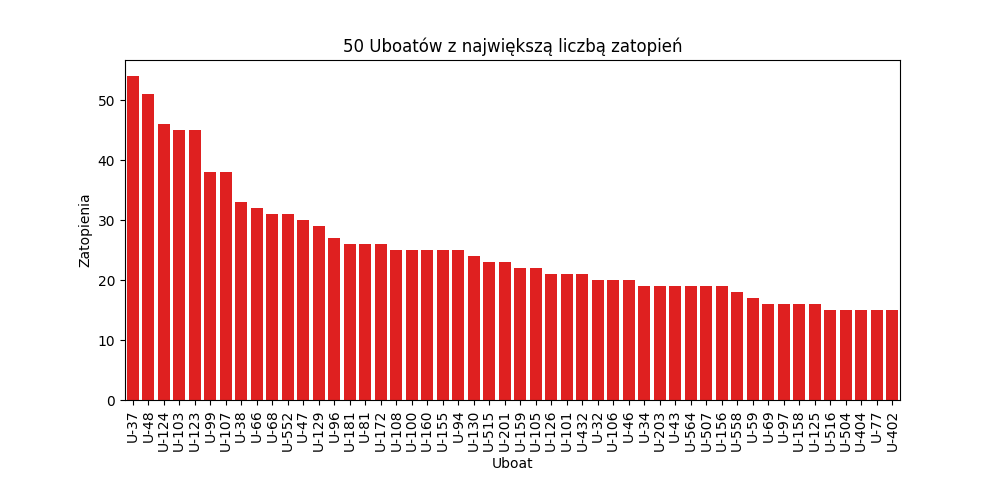 50 Uboatów z największą liczbą zatopień
Zatopienia
50
40
30
20
10
0
U-37
U-48
U-124
U-103
U-123
U-99
U-107
U-38
U-66
U-68
U-552
U-47
U-129
U-96
U-181
U-81
U-172
U-108
U-100
U-160
U-155
U-94
U-130
U-515
U-201
U-159
U-105
U-126
U-101
U-432
U-32
U-106
U-46
U-34
U-203
U-43
U-564
U-507
U-156
U-558
U-59
U-69
U-97
U-158
U-125
U-516
U-504
U-404
U-77
U-402
Uboat